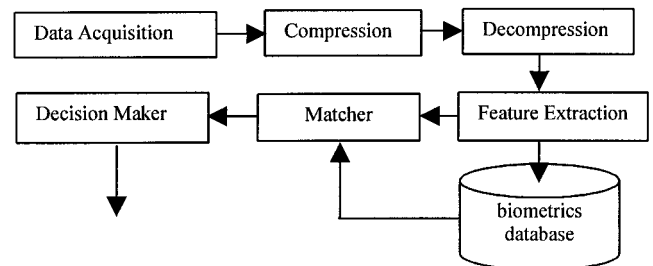 Data Acquisition
Compression
Decompression
Decision Maker
Matcher
Feature Extraction
biometrics
database